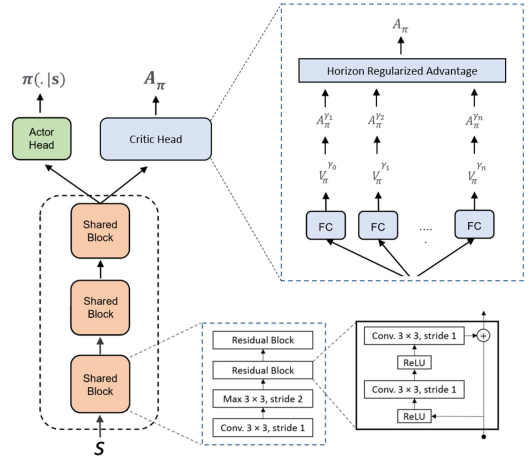 π(. |s)
A_π
Actor
Head
Critic Head
Shared
Block
Shared
Block
Shared
Block
S
A_π
Horizon Regularized Advantage
A_π^γ₁ A_π^γ₂ A_π^γₙ
V_π^γ₀ V_π^γ₁ V_π^γₙ
FC FC .... . FC
Residual Block
Residual Block
Max 3 × 3, stride 2
Conv. 3 × 3, stride 1
Conv. 3 × 3, stride 1
+
ReLU
Conv. 3 × 3, stride 1
ReLU